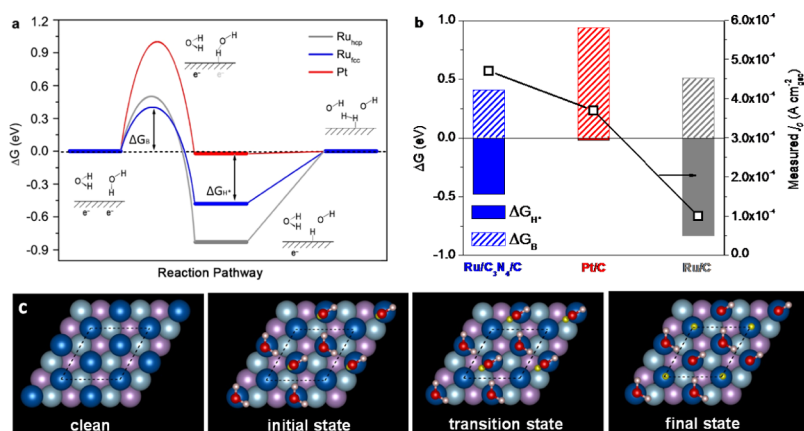 a
1.2
0.9
0.6
0.3
0.0
-0.3
-0.6
-0.9
ΔG (eV)
Reaction Pathway
Ru_hcp
Ru_fcc
Pt
ΔG_B
ΔG_H*
O H H
O H H
e⁻ e⁻
O H H
O H H
e⁻ e⁻
O H H
O H H
e⁻
O H H
H H
b
1.0
0.5
0.0
-0.5
-1.0
ΔG (eV)
ΔG_H*
ΔG_B
Ru/C₃N₄/C
Pt/C
Ru/C
6.0x10⁻⁴
5.0x10⁻⁴
4.0x10⁻⁴
3.0x10⁻⁴
2.0x10⁻⁴
1.0x10⁻⁴
0.0
Measured i₀ (A cm⁻²_geo)
c
clean
initial state
transition state
final state